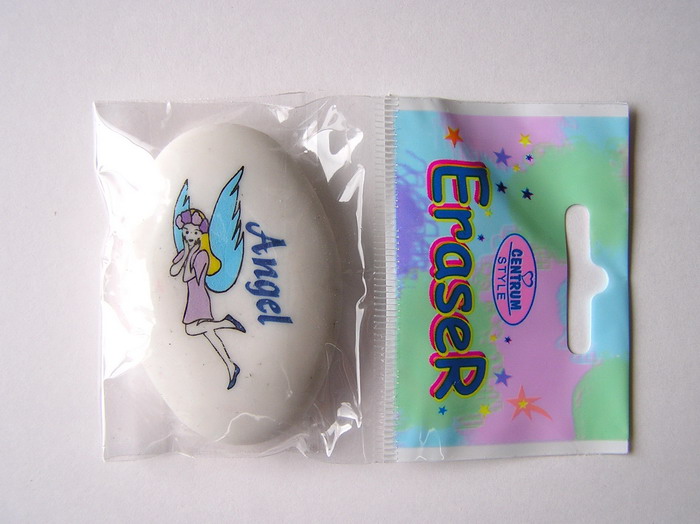 CENTRUM
STYLE
EraseR
Angel